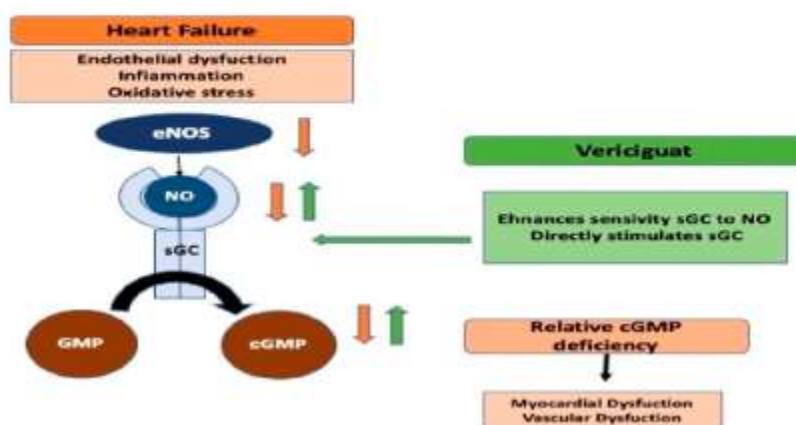 Heart Failure
Endothelial dysfuction
Infiammation
Oxidative stress
eNOS
NO
sGC
GMP
cGMP
Vericiguat
Ehnances sensivity sGC to NO
Directly stimulates sGC
Relative cGMP
deficiency
Myocardial Dysfunction
Vascular Dysfunction